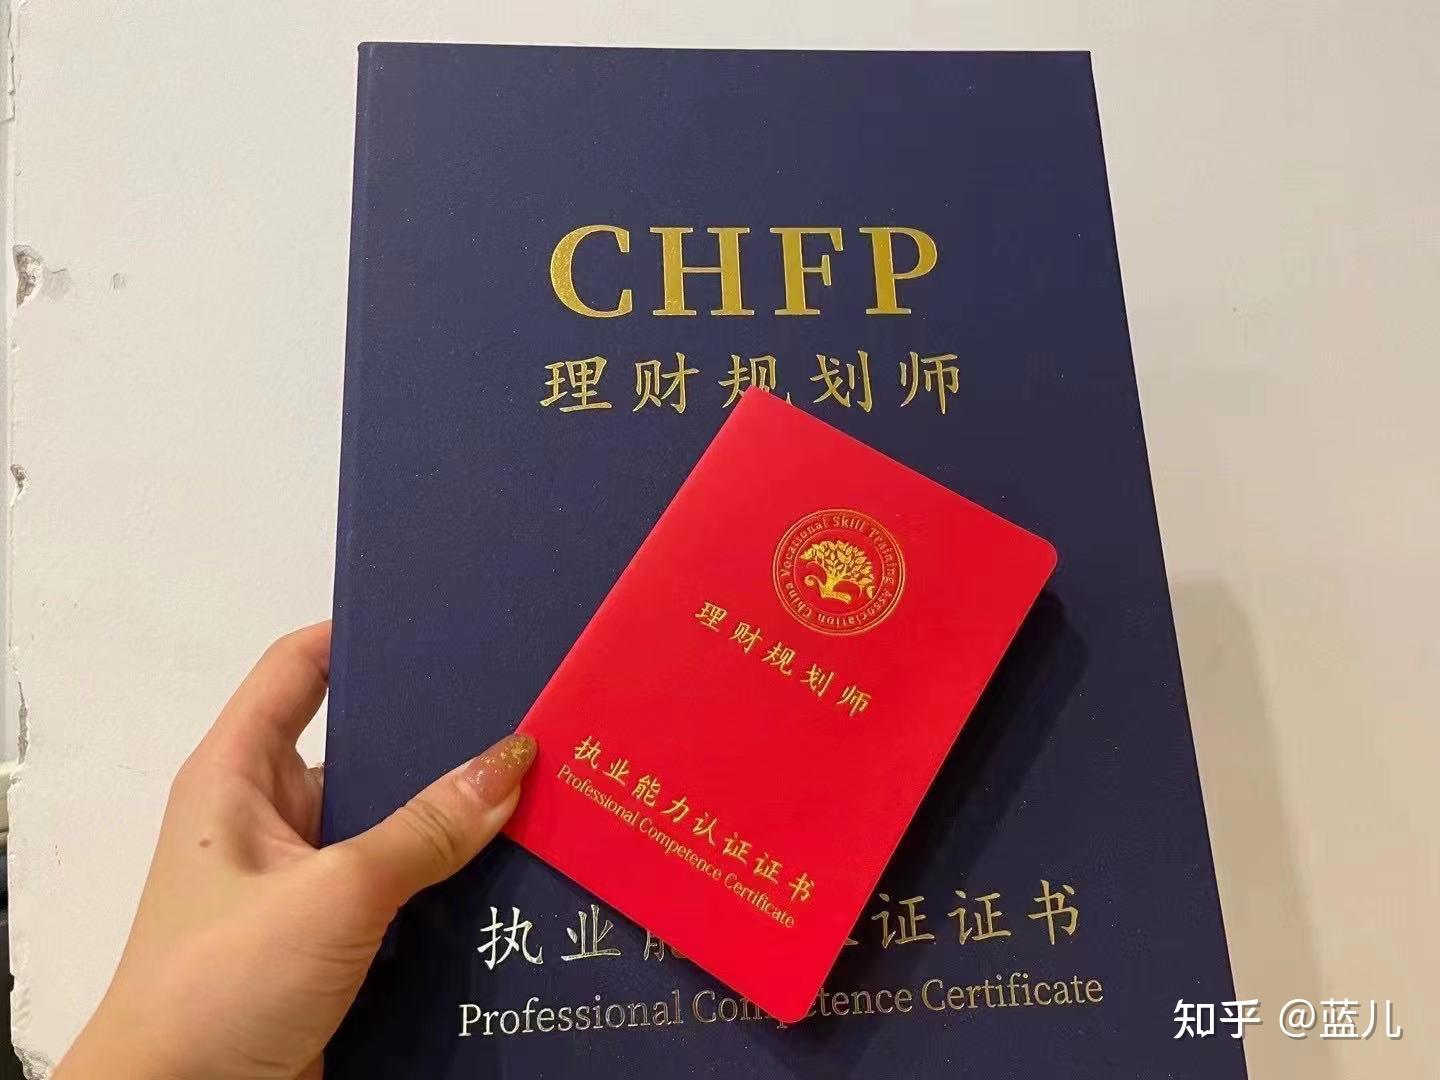 CHFP
理财规划师
China Vocational Skill Training Association
理财规划师
执业能力认证证书
Professional Competence Certificate
执业能 认证证书
Professional Competence Certificate
知乎 @蓝儿